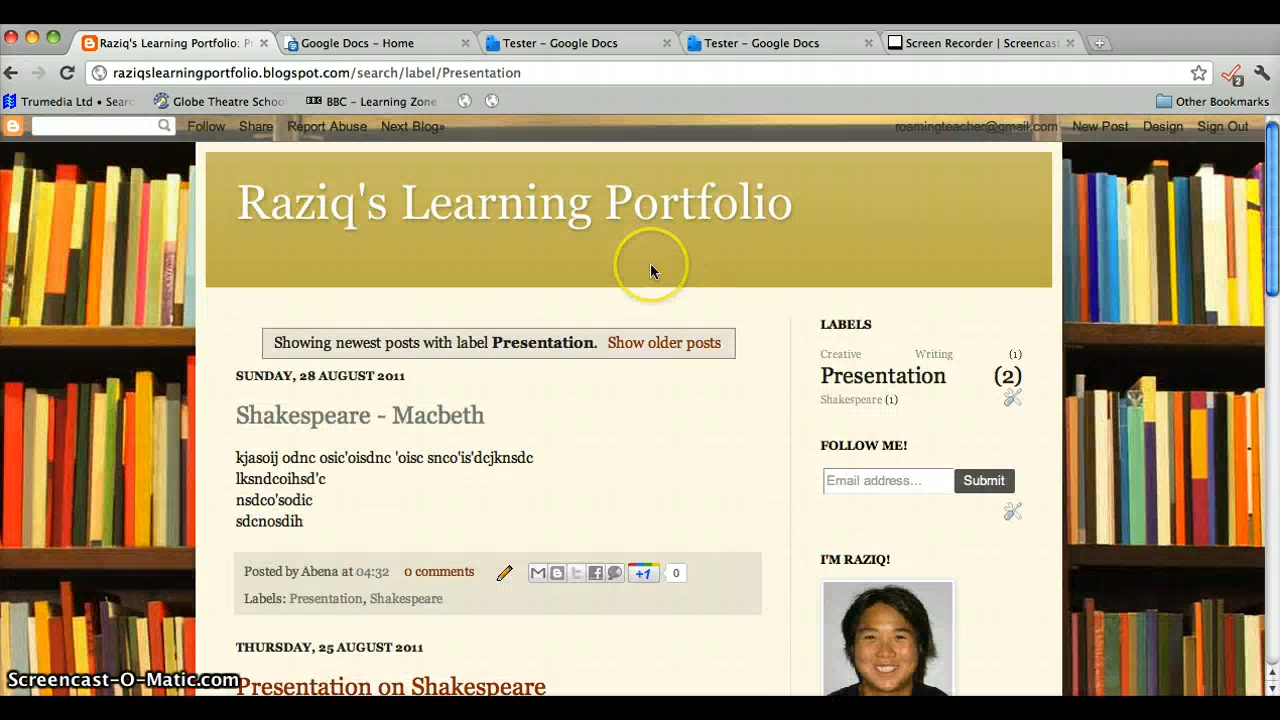 Raziq's Learning Portfolio: P
Google Docs - Home
Tester - Google Docs
Tester - Google Docs
Screen Recorder | Screencast
raziqslearningportfolio.blogspot.com/search/label/Presentation
Trumedia Ltd • Sear
Globe Theatre Schoo
BBC - Learning Zone
Other Bookmarks
Follow Share Report Abuse Next Blog»
roamingteacher@gmail.com New Post Design Sign Out
Raziq's Learning Portfolio
Showing newest posts with label Presentation. Show older posts
SUNDAY, 28 AUGUST 2011
Shakespeare - Macbeth
kjasoij odnc osic'oisdnc 'oisc snco'is'dcjknsdc
lksndcoihsd'c
nsdco'sodic
sdcnosdih
Posted by Abena at 04:32 0 comments
+1 0
Labels: Presentation, Shakespeare
THURSDAY, 25 AUGUST 2011
Presentation on Shakespeare
LABELS
Creative Writing (1)
Presentation (2)
Shakespeare (1)
FOLLOW ME!
Email address... Submit
I'M RAZIQ!
Screencast-O-Matic.com